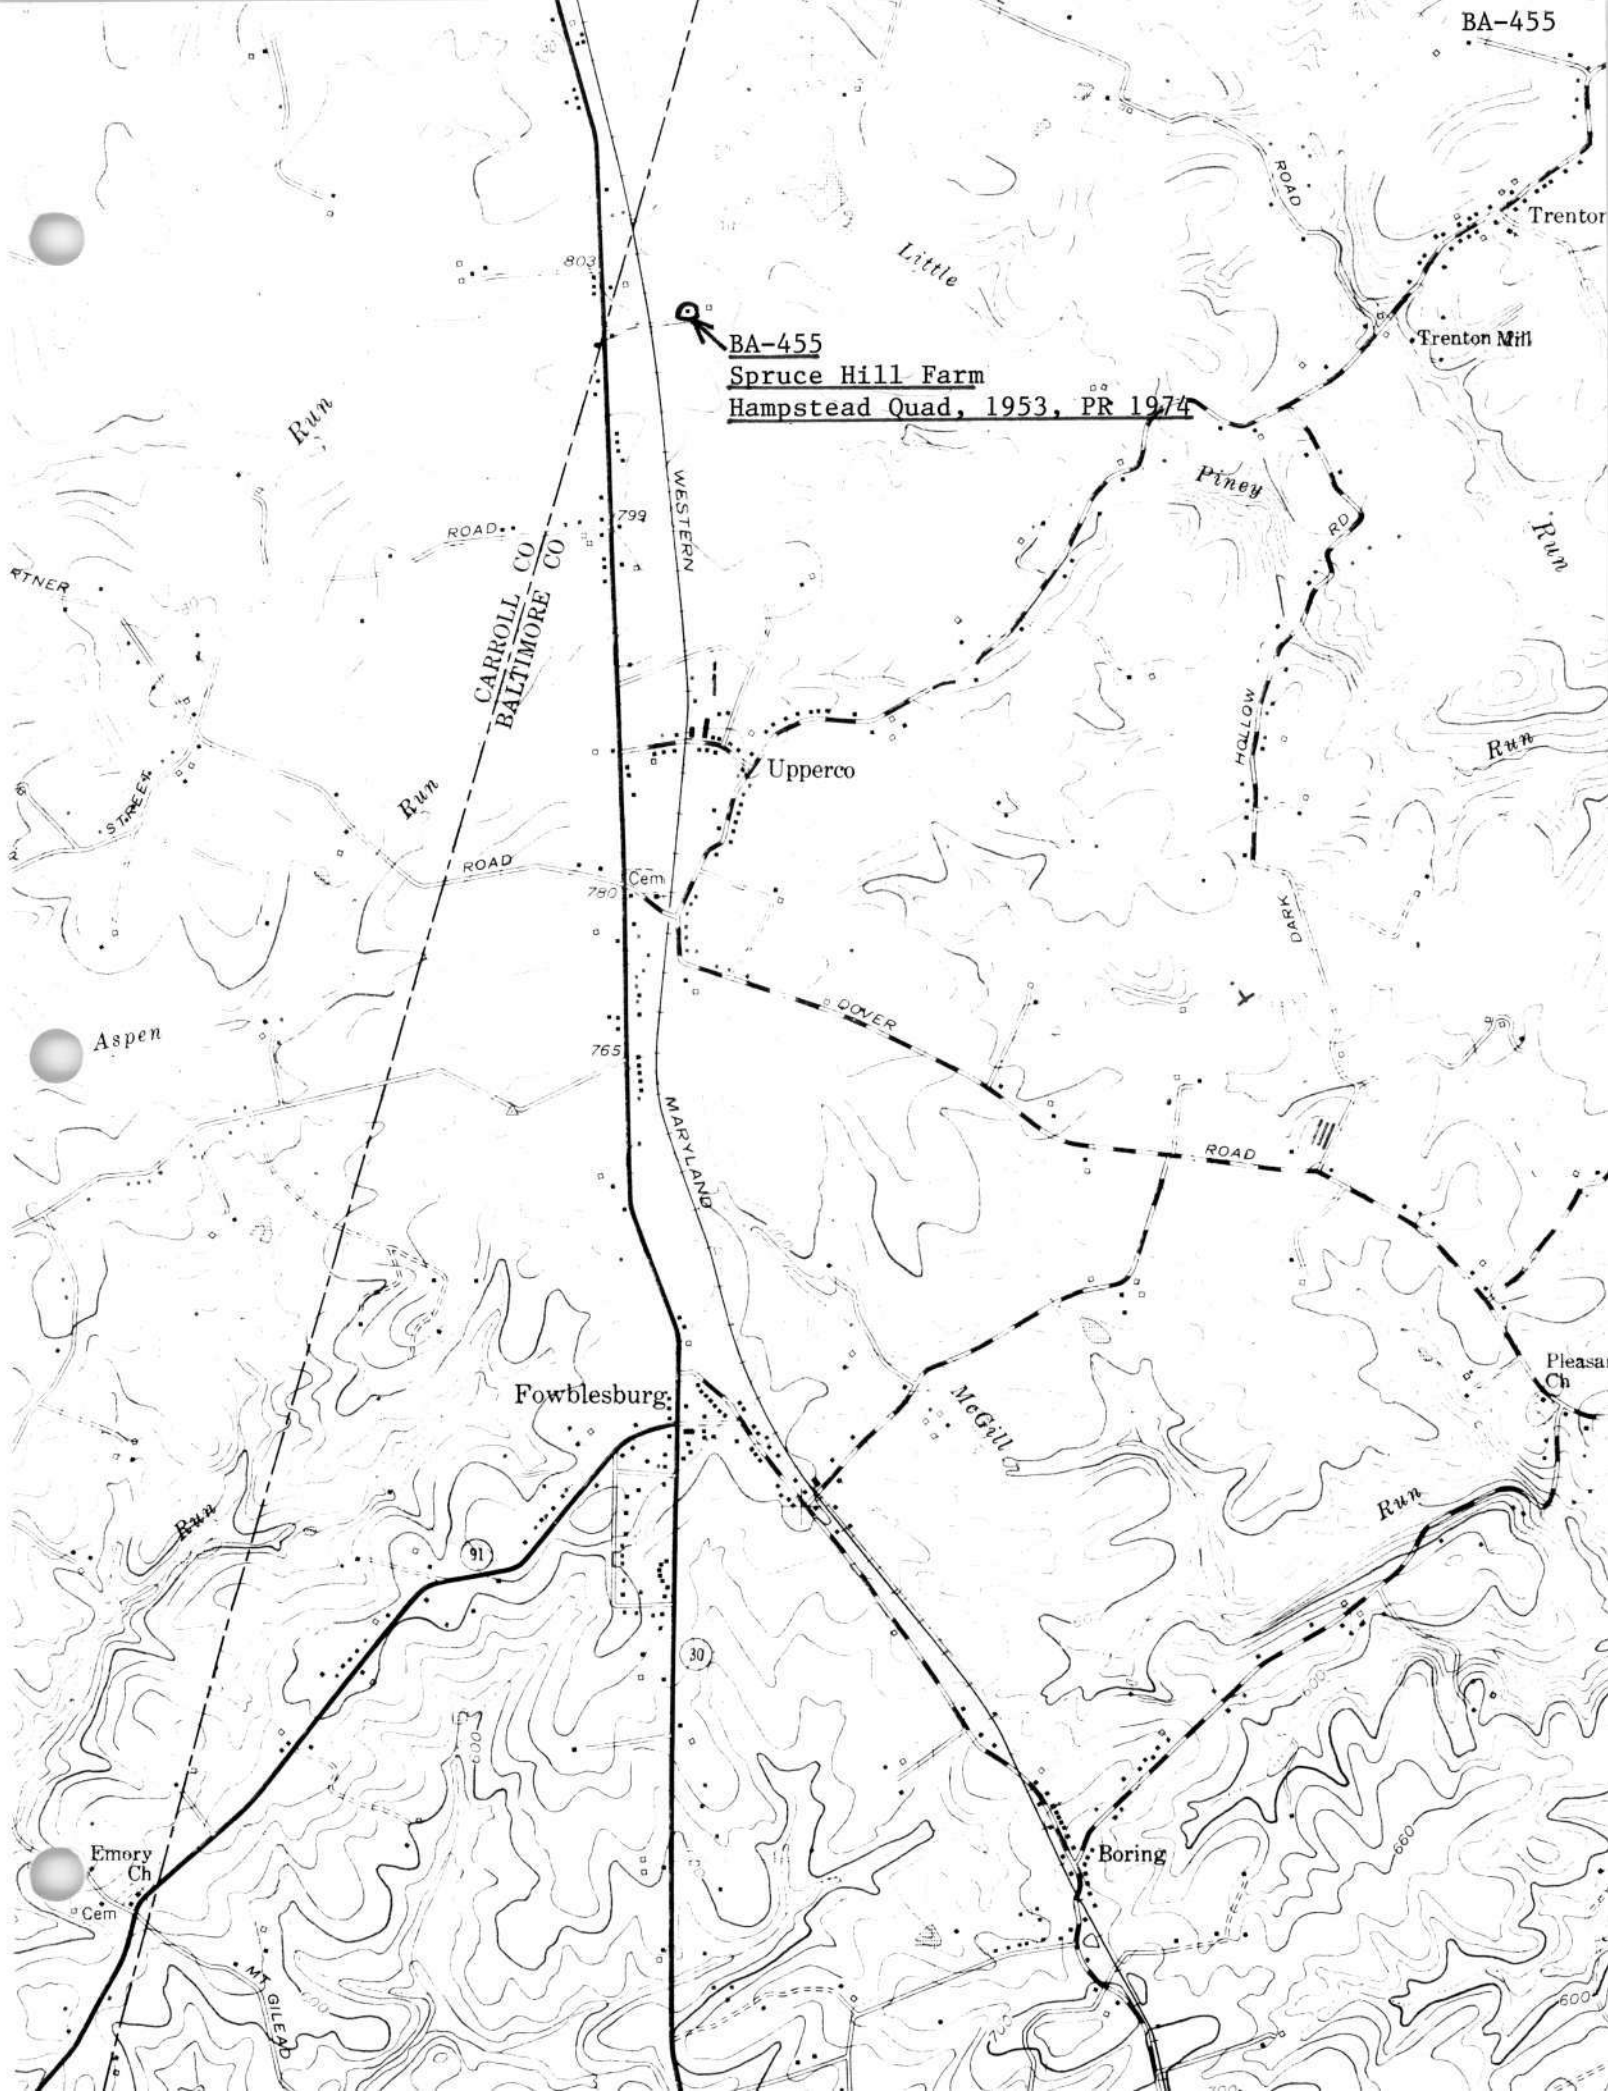 BA-455
30
ROAD
Trenton
Little
803
BA-455
Spruce Hill Farm
Hampstead Quad, 1953, PR 1974
Trenton Mill
Run
WESTERN
Piney
799
ROAD
RD
Run
RTNER
CARROLL CO
BALTIMORE CO
HOLLOW
Run
Upperco
Run
STREET
ROAD
Cem
780
DARK
DOVER
Aspen
765
MARYLAND
ROAD
Pleasa
Ch
Fowblesburg
McGill
Run
Run
91
30
600
600
Emory
Ch
Boring
660
Cem
MT. GILEAD
600